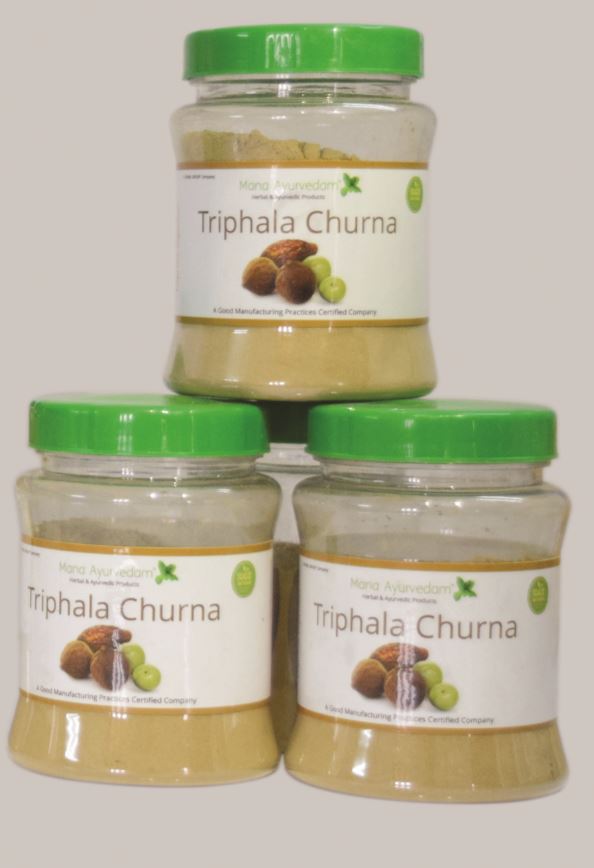 Mana Ayurvedam
Herbal & Ayurvedic Products
Triphala Churna
A Good Manufacturing Practices Certified Company
Mana Ayurvedam
Herbal & Ayurvedic Products
Triphala Churna
A Good Manufacturing Practices Certified Company
Mana Ayurvedam
Herbal & Ayurvedic Products
Triphala Churna
A Good Manufacturing Practices Certified Company